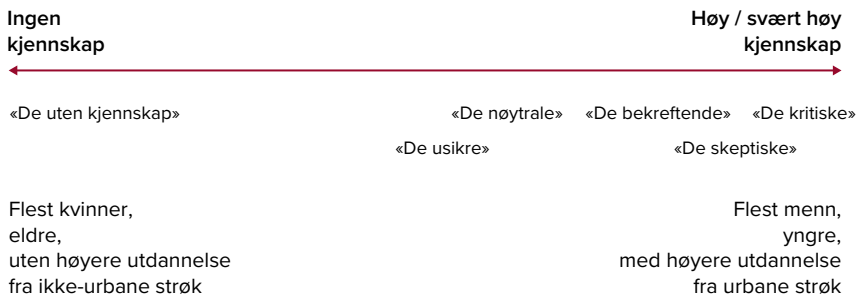 Ingen
kjennskap
Høy / svært høy
kjennskap
«De uten kjennskap»
«De nøytrale»
«De bekreftende»
«De kritiske»
«De usikre»
«De skeptiske»
Flest kvinner,
eldre,
uten høyere utdannelse
fra ikke-urbane strøk
Flest menn,
yngre,
med høyere utdannelse
fra urbane strøk